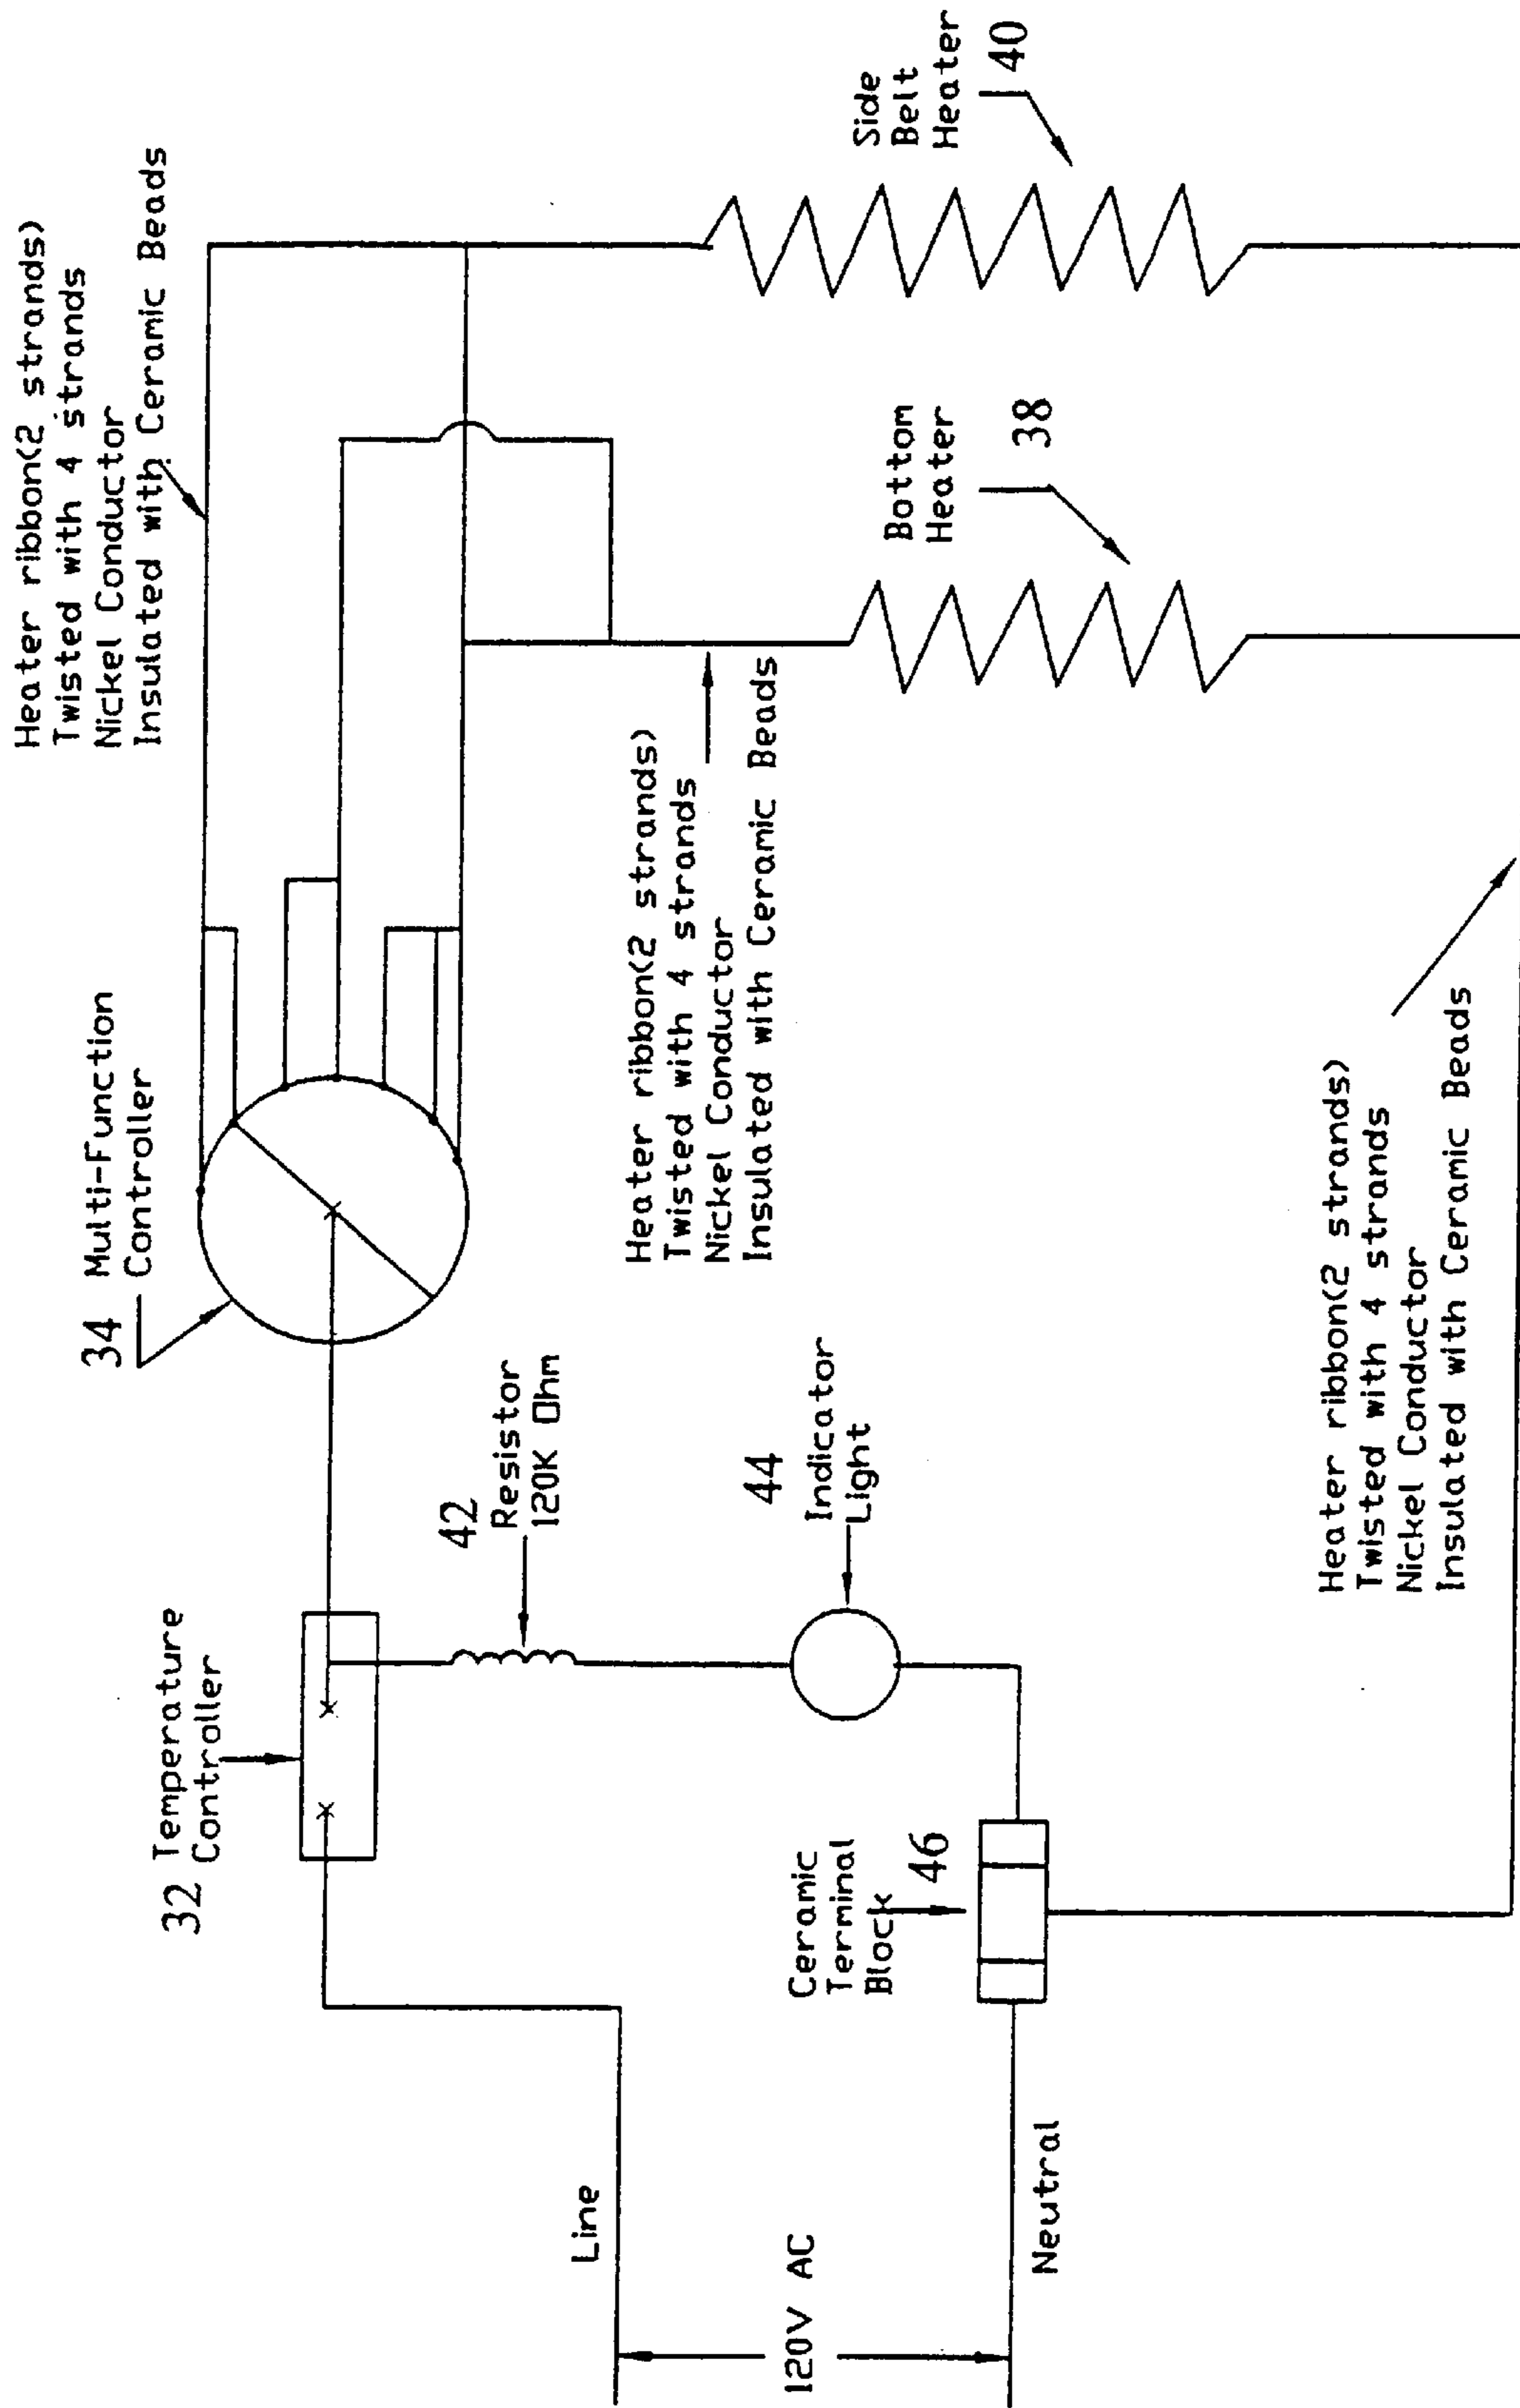 Heater ribbon(2 strands)
Twisted with 4 strands
Nickel Conductor
Insulated with Ceramic Beads
34 Multi-Function
Controller
32 Temperature
Controller
42
Resistor
120K Ohm
Side
Belt
Heater
40
Bottom
Heater
38
Heater ribbon(2 strands)
Twisted with 4 strands
Nickel Conductor
Insulated with Ceramic Beads
44
Indicator
Light
Line
120V AC
Ceramic
Terminal
Block
46
Neutral
Heater ribbon(2 strands)
Twisted with 4 strands
Nickel Conductor
Insulated with Ceramic Beads